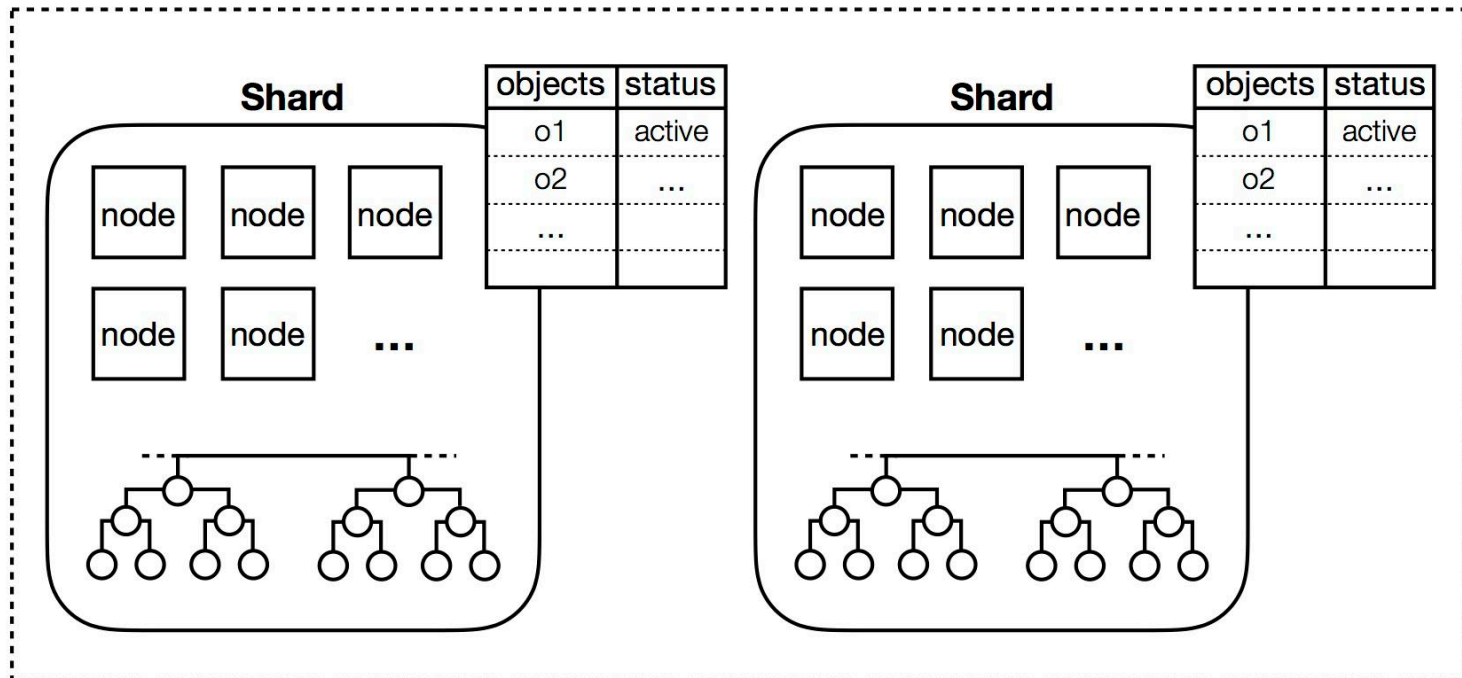 Shard
objects status
o1 active
o2 ...
...
node node node
node node ...
Shard
objects status
o1 active
o2 ...
...
node node node
node node ...